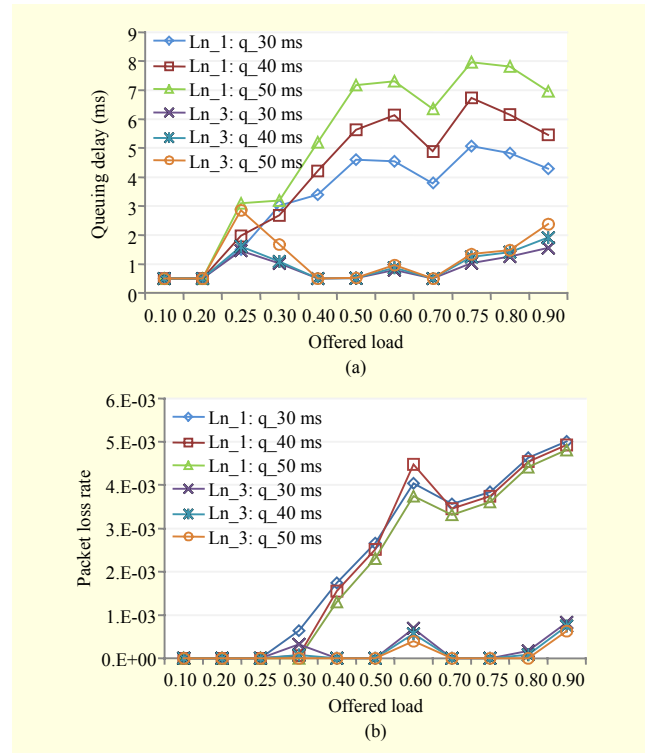 9
8
7
6
5
4
3
2
1
0
Queuing delay (ms)
Ln_1: q_30 ms
Ln_1: q_40 ms
Ln_1: q_50 ms
Ln_3: q_30 ms
Ln_3: q_40 ms
Ln_3: q_50 ms
0.10 0.20 0.25 0.30 0.40 0.50 0.60 0.70 0.75 0.80 0.90
Offered load
(a)
6.E-03
5.E-03
4.E-03
3.E-03
2.E-03
1.E-03
0.E+00
Packet loss rate
Ln_1: q_30 ms
Ln_1: q_40 ms
Ln_1: q_50 ms
Ln_3: q_30 ms
Ln_3: q_40 ms
Ln_3: q_50 ms
0.10 0.20 0.25 0.30 0.40 0.50 0.60 0.70 0.75 0.80 0.90
Offered load
(b)